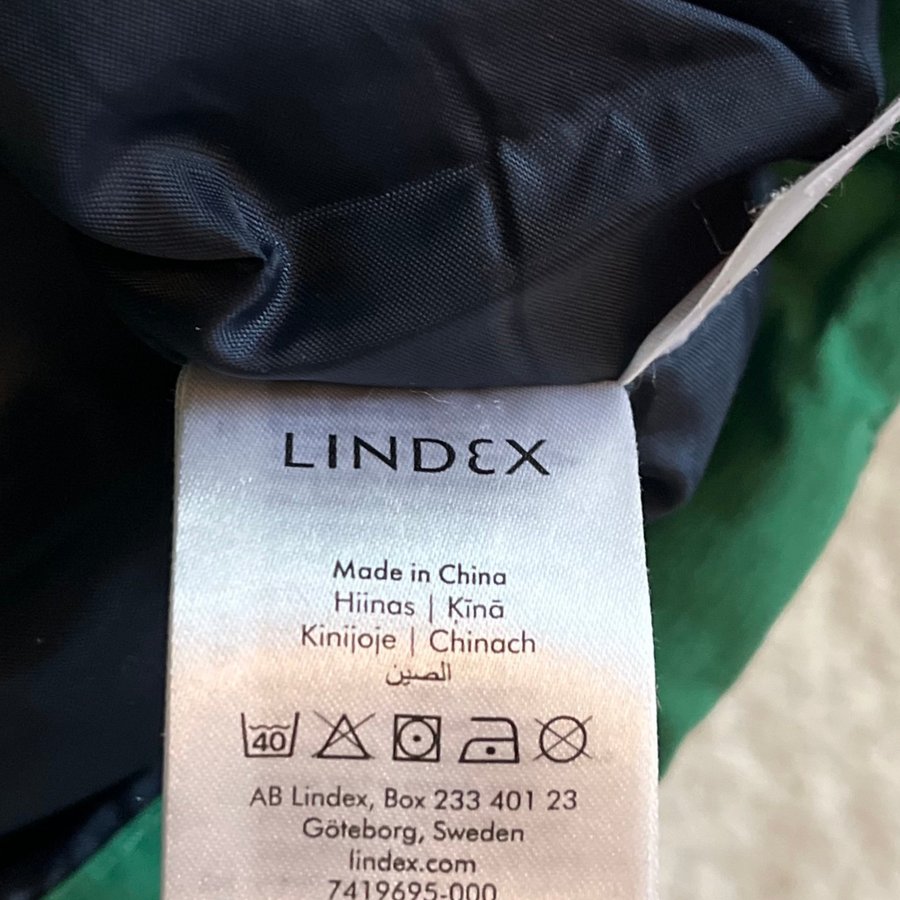 LINDEX
Made in China
Hiinas | Ķīnā
Kinijoje | Chinach
الصين
40
AB Lindex, Box 233 401 23
Göteborg, Sweden
lindex.com
7419695-000